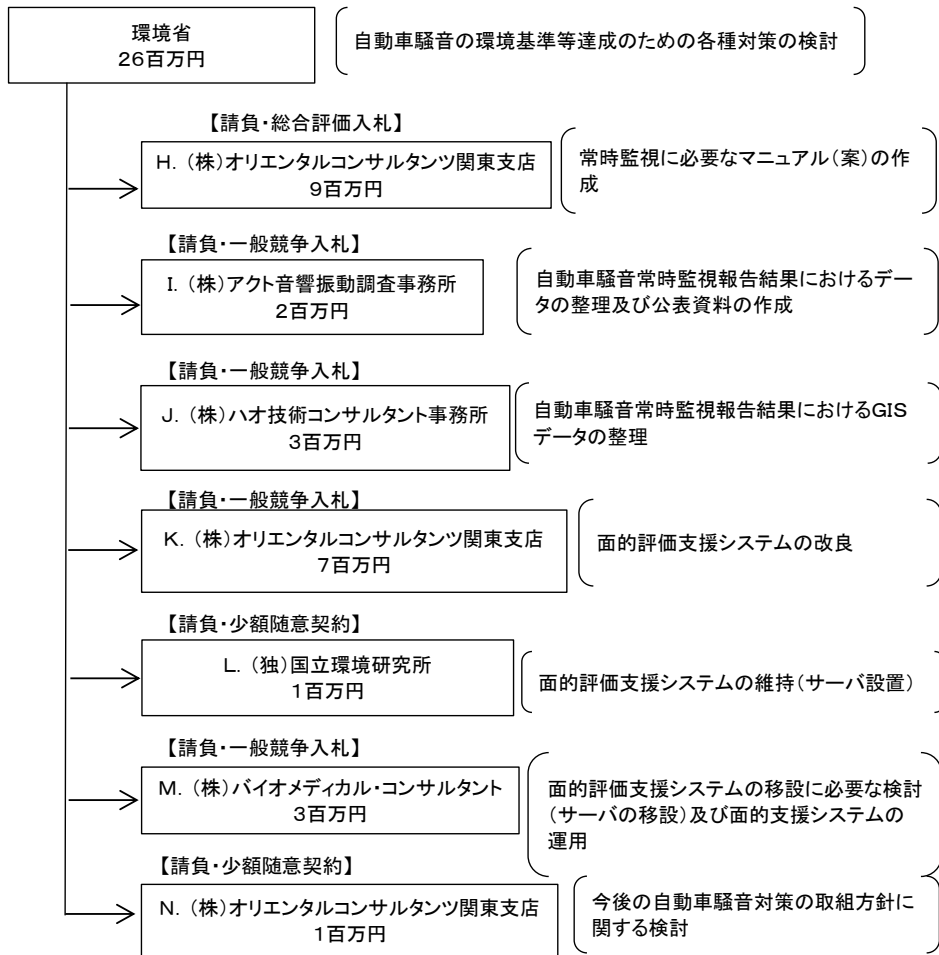 環境省
26百万円
自動車騒音の環境基準等達成のための各種対策の検討
【請負・総合評価入札】
H．（株）オリエンタルコンサルタンツ関東支店
9百万円
常時監視に必要なマニュアル（案）の作
成
【請負・一般競争入札】
I．（株）アクト音響振動調査事務所
2百万円
自動車騒音常時監視報告結果におけるデー
タの整理及び公表資料の作成
【請負・一般競争入札】
J．（株）ハオ技術コンサルタント事務所
3百万円
自動車騒音常時監視報告結果におけるGIS
データの整理
【請負・一般競争入札】
K．（株）オリエンタルコンサルタンツ関東支店
7百万円
面的評価支援システムの改良
【請負・少額随意契約】
L．（独）国立環境研究所
1百万円
面的評価支援システムの維持（サーバ設置）
【請負・一般競争入札】
M．（株）バイオメディカル・コンサルタント
3百万円
面的評価支援システムの移設に必要な検討
（サーバの移設）及び面的支援システムの
運用
【請負・少額随意契約】
N．（株）オリエンタルコンサルタンツ関東支店
1百万円
今後の自動車騒音対策の取組方針に
関する検討